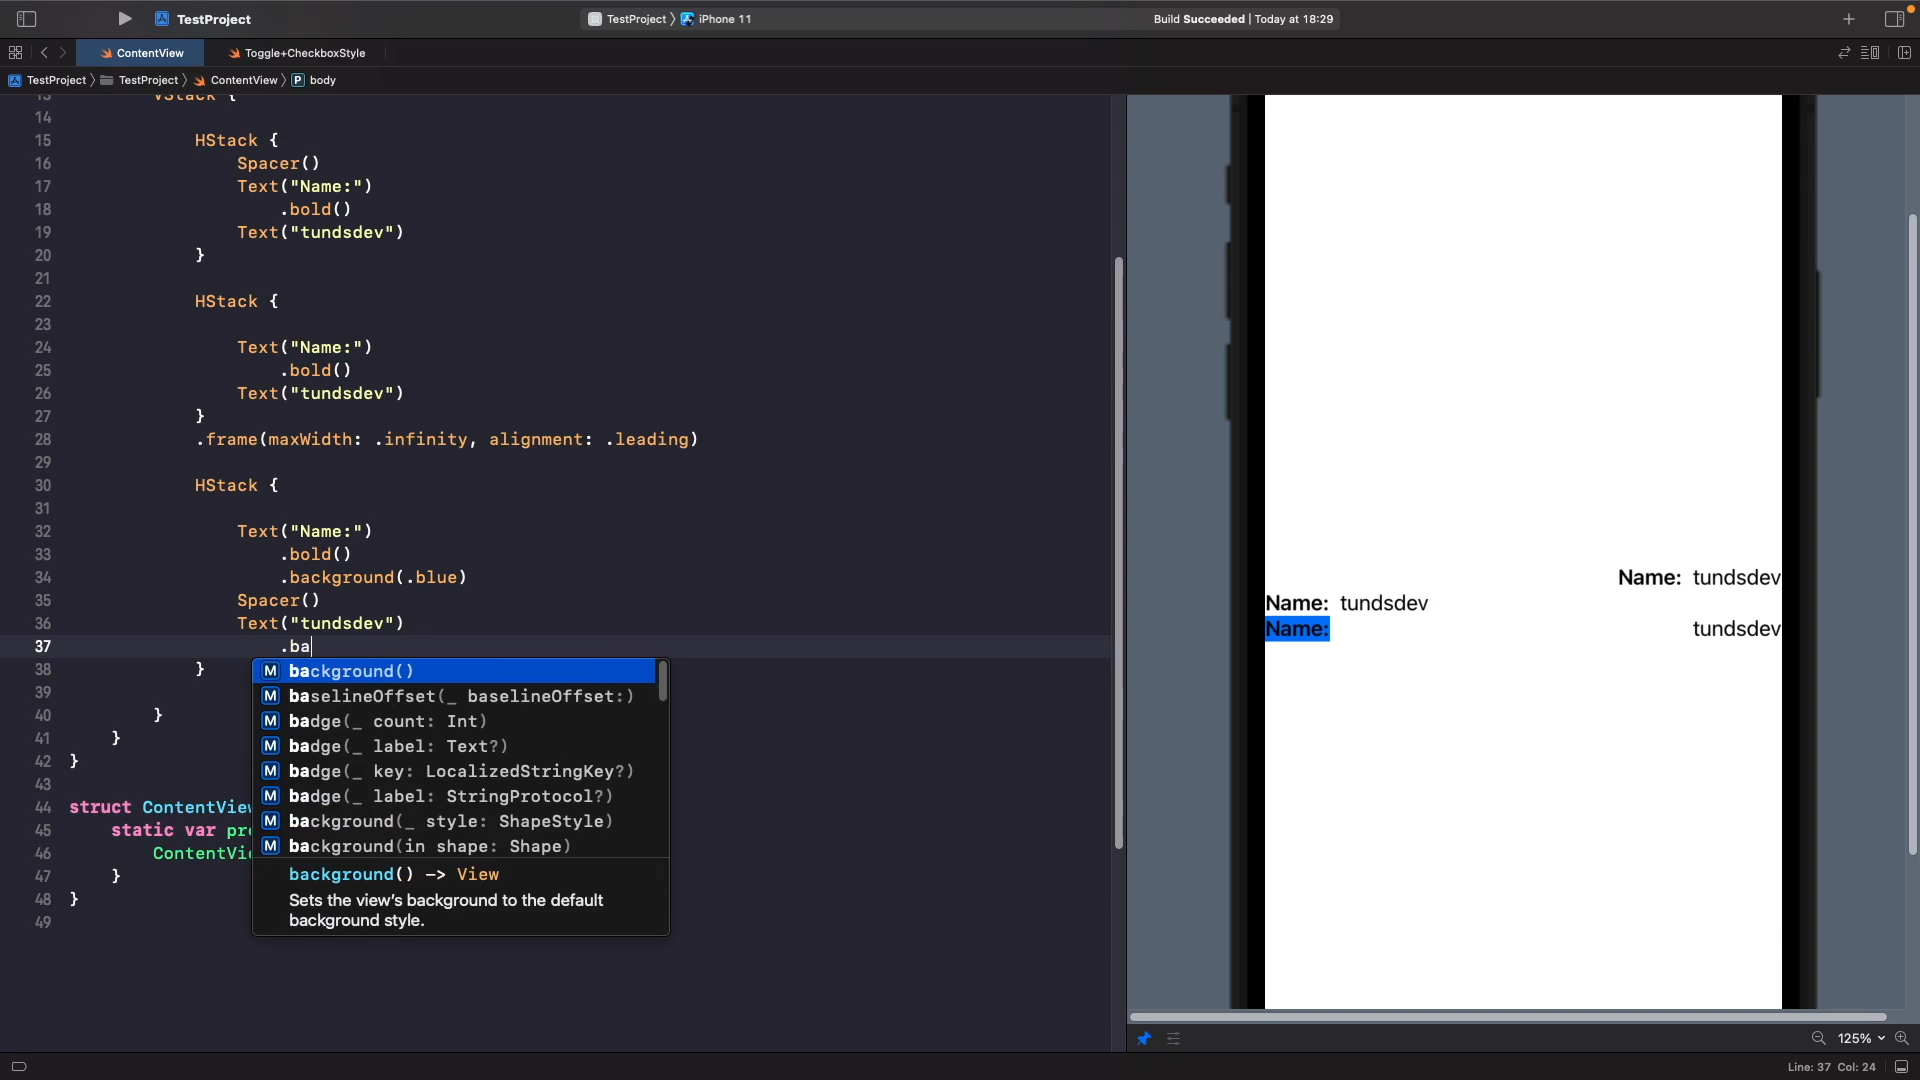 TestProject
TestProject 〉 iPhone 11
Build Succeeded | Today at 18:29
ContentView
Toggle+CheckboxStyle
TestProject 〉 TestProject 〉 ContentView 〉 P body
13 VStack {
14
15 HStack {
16 Spacer()
17 Text("Name:")
18 .bold()
19 Text("tundsdev")
20 }
21
22 HStack {
23
24 Text("Name:")
25 .bold()
26 Text("tundsdev")
27 }
28 .frame(maxWidth: .infinity, alignment: .leading)
29
30 HStack {
31
32 Text("Name:")
33 .bold()
34 .background(.blue)
35 Spacer()
36 Text("tundsdev")
37 .ba
38 }
39
40 }
41 }
42 }
43
44 struct ContentView
45 static var pre
46 ContentVie
47 }
48 }
49
M background()
M baselineOffset(_ baselineOffset:)
M badge(_ count: Int)
M badge(_ label: Text?)
M badge(_ key: LocalizedStringKey?)
M badge(_ label: StringProtocol?)
M background(_ style: ShapeStyle)
M background(in shape: Shape)
background() -> View
Sets the view's background to the default
background style.
Name: tundsdev
Name: tundsdev
Name: tundsdev
125%
Line: 37 Col: 24